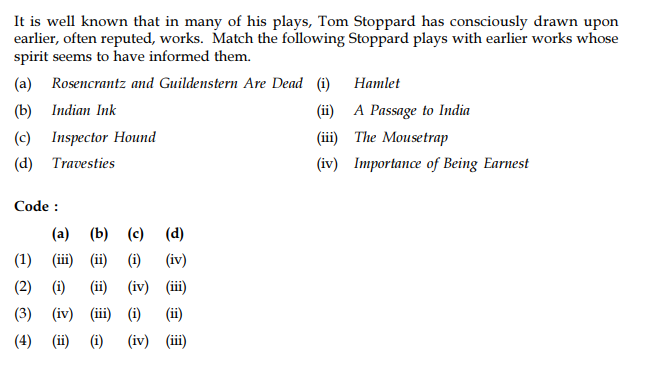 It is well known that in many of his plays, Tom Stoppard has consciously drawn upon
earlier, often reputed, works. Match the following Stoppard plays with earlier works whose
spirit seems to have informed them.
(a) Rosencrantz and Guildenstern Are Dead (i) Hamlet
(b) Indian Ink (ii) A Passage to India
(c) Inspector Hound (iii) The Mousetrap
(d) Travesties (iv) Importance of Being Earnest
Code :
(a) (b) (c) (d)
(1) (iii) (ii) (i) (iv)
(2) (i) (ii) (iv) (iii)
(3) (iv) (iii) (i) (ii)
(4) (ii) (i) (iv) (iii)